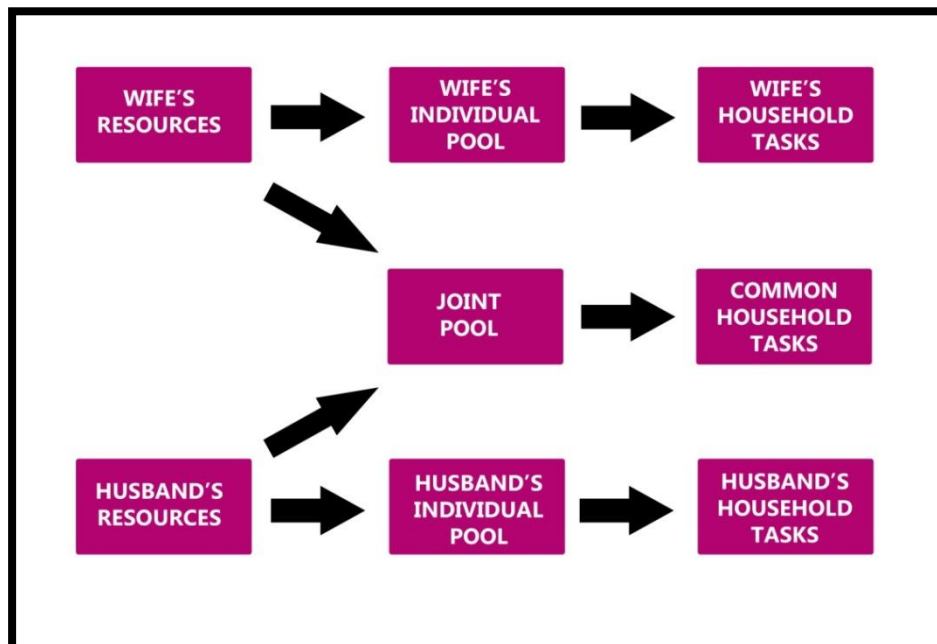 WIFE'S
RESOURCES
WIFE'S
INDIVIDUAL
POOL
WIFE'S
HOUSEHOLD
TASKS
JOINT
POOL
COMMON
HOUSEHOLD
TASKS
HUSBAND'S
RESOURCES
HUSBAND'S
INDIVIDUAL
POOL
HUSBAND'S
HOUSEHOLD
TASKS